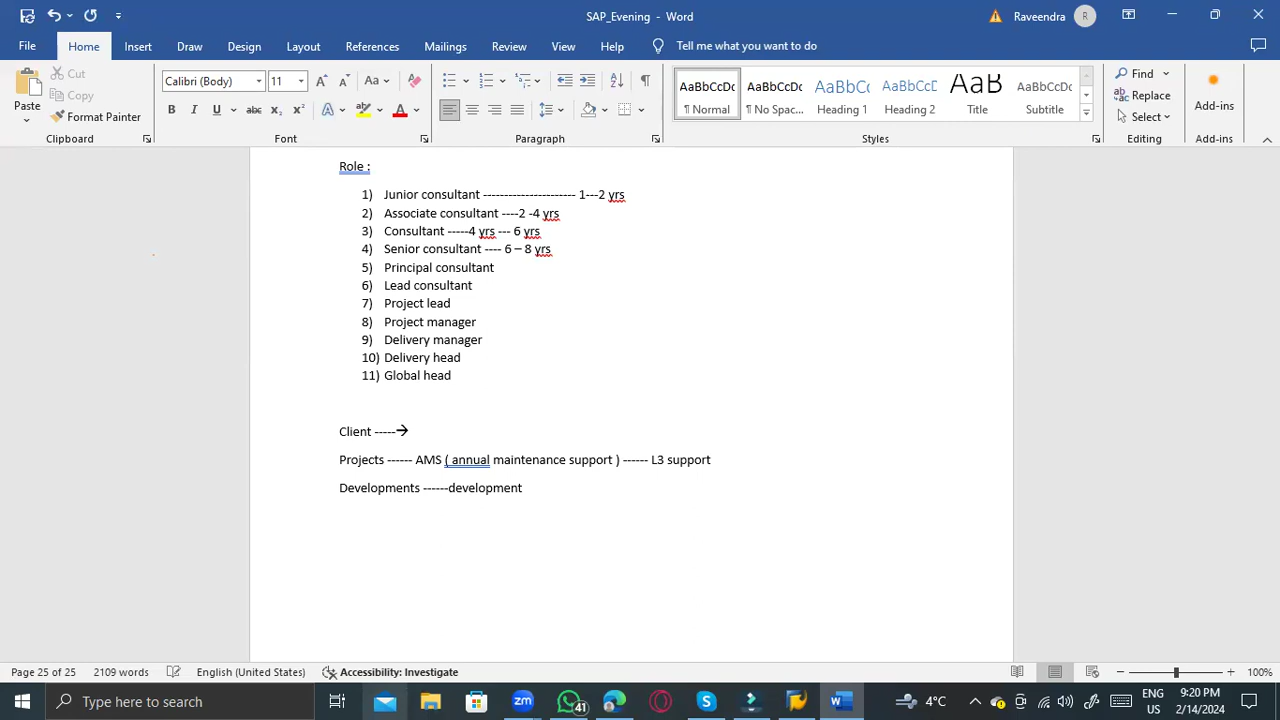 SAP_Evening - Word
Raveendra R
File Home Insert Draw Design Layout References Mailings Review View Help Tell me what you want to do
Paste
Cut
Copy
Format Painter
Clipboard
Calibri (Body) 11
Font
Paragraph
AaBbCcDc AaBbCcDc AaBbCc AaBbCcD AaB AaBbCcD
¶ Normal ¶ No Spac... Heading 1 Heading 2 Title Subtitle
Styles
Find
Replace
Select
Editing
Add-ins
Add-ins
Role :
1) Junior consultant ---------------------- 1---2 yrs
2) Associate consultant ----2 -4 yrs
3) Consultant -----4 yrs --- 6 yrs
4) Senior consultant ---- 6 – 8 yrs
5) Principal consultant
6) Lead consultant
7) Project lead
8) Project manager
9) Delivery manager
10) Delivery head
11) Global head
Client -----→
Projects ------ AMS ( annual maintenance support ) ------ L3 support
Developments ------development
Page 25 of 25 2109 words English (United States) Accessibility: Investigate 100%
Type here to search
zm
41
4°C
ENG
US
9:20 PM
2/14/2024